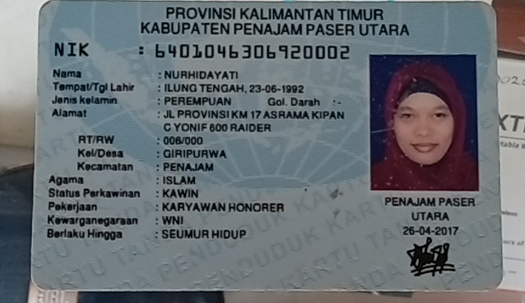 PROVINSI KALIMANTAN TIMUR
KABUPATEN PENAJAM PASER UTARA
NIK : 6401046306920002
Nama : NURHIDAYATI
Tempat/Tgl Lahir : ILUNG TENGAH, 23-06-1992
Jenis kelamin : PEREMPUAN Gol. Darah :-
Alamat : JL PROVINSI KM 17 ASRAMA KIPAN
C YONIF 600 RAIDER
RT/RW : 006/000
Kel/Desa : GIRIPURWA
Kecamatan : PENAJAM
Agama : ISLAM
Status Perkawinan : KAWIN
Pekerjaan : KARYAWAN HONORER
Kewarganegaraan : WNI
Berlaku Hingga : SEUMUR HIDUP
PENAJAM PASER
UTARA
26-04-2017